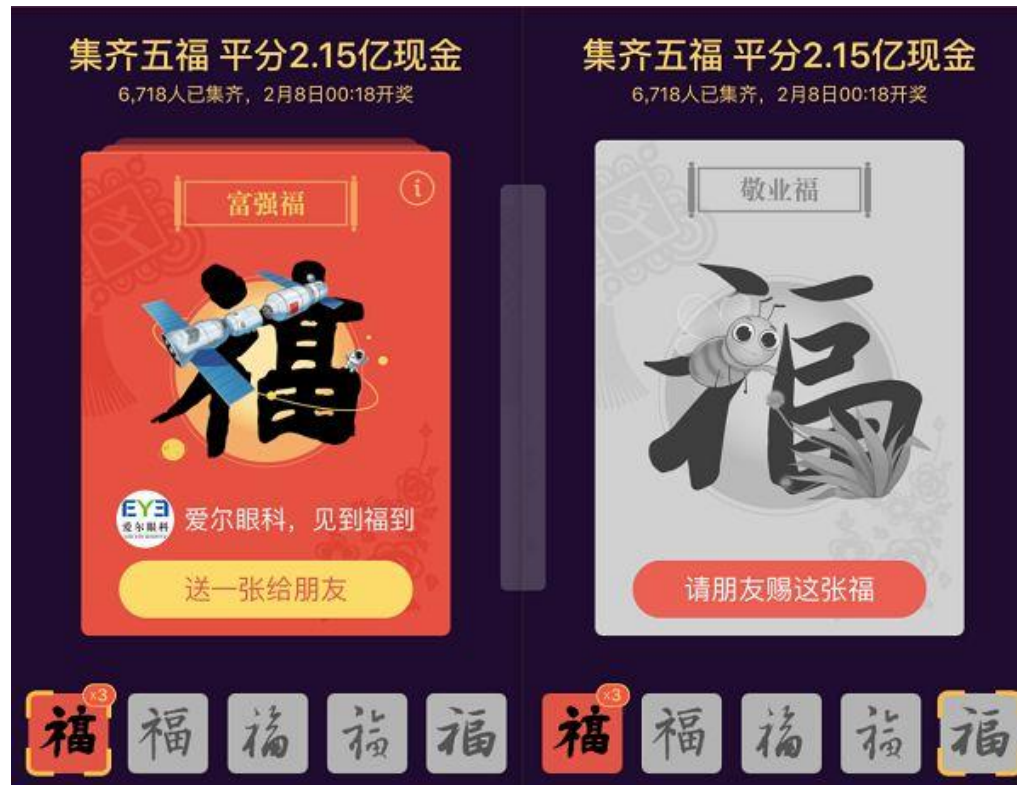 集齐五福 平分2.15亿现金
6,718人已集齐，2月8日00:18开奖
富强福
i
福
EYE
爱尔眼科
爱尔眼科，见到福到
送一张给朋友
x3
福
福
福
福
福
集齐五福 平分2.15亿现金
6,718人已集齐，2月8日00:18开奖
敬业福
福
请朋友赐这张福
x3
福
福
福
福
福